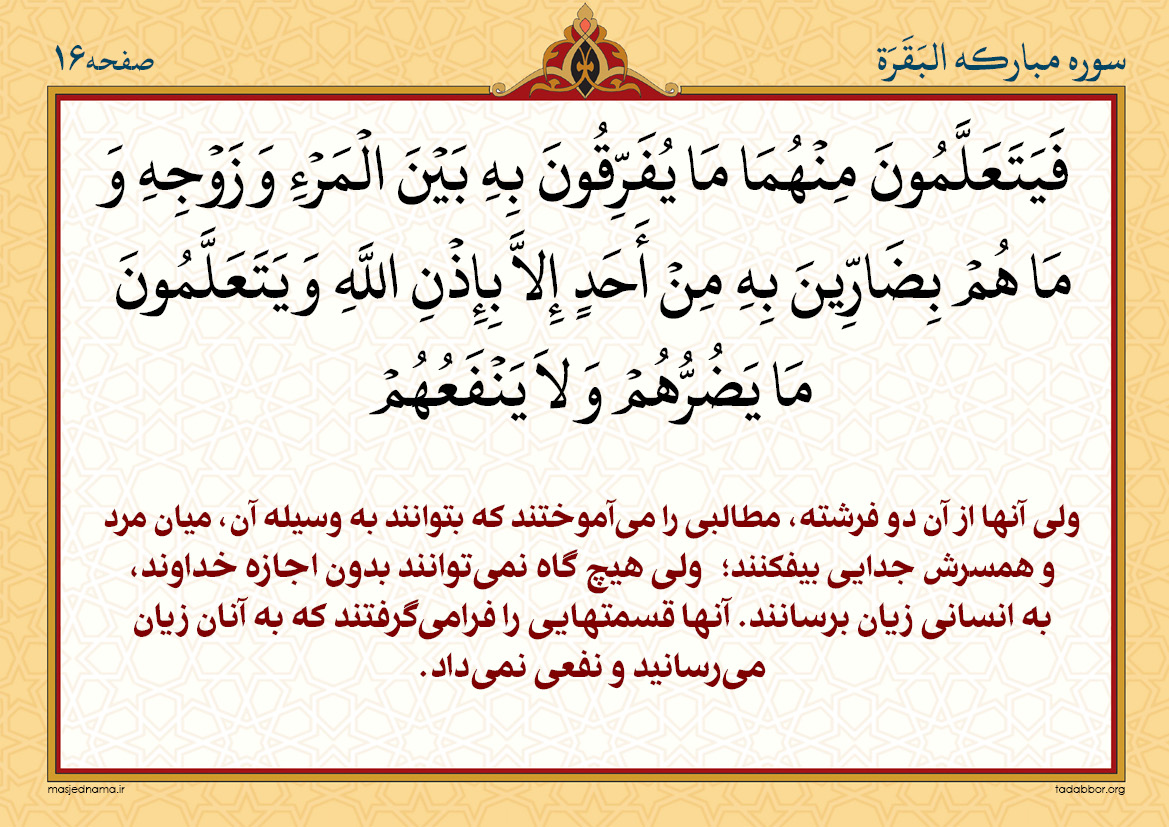 سوره مبارکه البَقَرَة
صفحه۱۶
فَيَتَعَلَّمُونَ مِنْهُمَا مَا يُفَرِّقُونَ بِهِ بَيْنَ الْمَرْءِ وَ زَوْجِهِ وَ
مَا هُمْ بِضَارِّينَ بِهِ مِنْ أَحَدٍ إِلاَّ بِإِذْنِ اللَّهِ وَ يَتَعَلَّمُونَ
مَا يَضُرُّهُمْ وَ لاَ يَنْفَعُهُمْ
ولی آنها از آن دو فرشته، مطالبی را می‌آموختند که بتوانند به وسیله آن، میان مرد
و همسرش جدایی بیفکنند؛ ولی هیچ گاه نمی‌توانند بدون اجازه خداوند،
به انسانی زیان برسانند. آنها قسمتهایی را فرامی‌گرفتند که به آنان زیان
می‌رسانید و نفعی نمی‌داد.
masjednama.ir
tadabbor.org